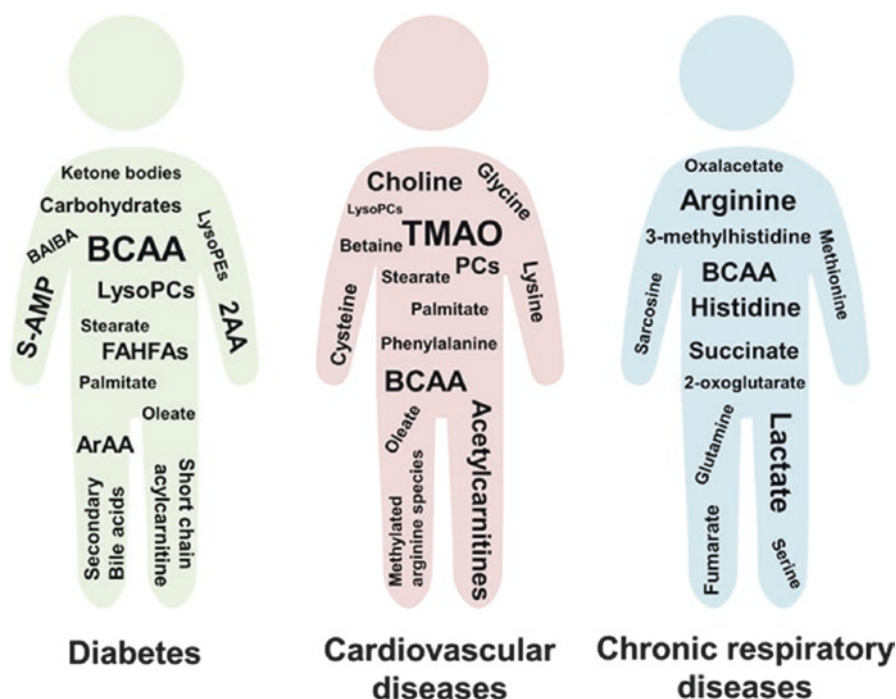 Ketone bodies
Carbohydrates
BAIBA
LysoPEs
BCAA
LysoPCs
S-AMP
2AA
Stearate
FAHFAs
Palmitate
Oleate
ArAA
Secondary
Bile acids
Short chain
acylcarnitine
Diabetes
Choline
Glycine
LysoPCs
TMAO
Betaine
PCs
Stearate
Lysine
Cysteine
Palmitate
Phenylalanine
BCAA
Oleate
Acetylcarnitines
Methylated
arginine species
Cardiovascular
diseases
Oxalacetate
Arginine
3-methylhistidine
Methionine
BCAA
Sarcosine
Histidine
Succinate
2-oxoglutarate
Glutamine
Lactate
Fumarate
Serine
Chronic respiratory
diseases